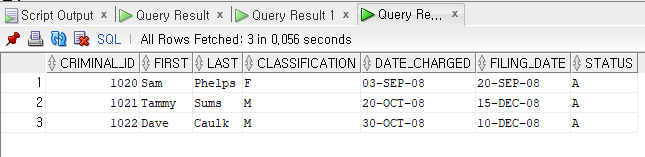 Script Output × Query Result × Query Result 1 × Query Re... ×
SQL | All Rows Fetched: 3 in 0,056 seconds
CRIMINAL_ID FIRST LAST CLASSIFICATION DATE_CHARGED FILING_DATE STATUS
1 1020 Sam Phelps F 03-SEP-08 20-SEP-08 A
2 1021 Tammy Sums M 20-OCT-08 15-DEC-08 A
3 1022 Dave Caulk M 30-OCT-08 10-DEC-08 A